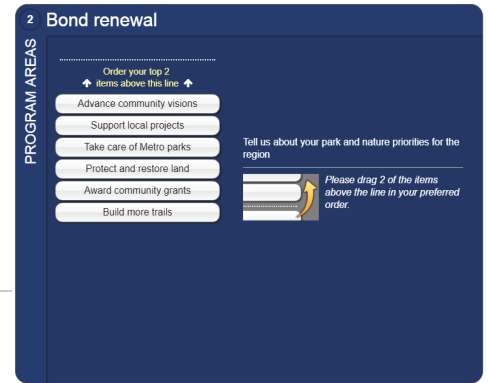 2 Bond renewal
PROGRAM AREAS
Order your top 2
items above this line
Advance community visions
Support local projects
Take care of Metro parks
Protect and restore land
Award community grants
Build more trails
Tell us about your park and nature priorities for the
region
Please drag 2 of the items
above the line in your preferred
order.